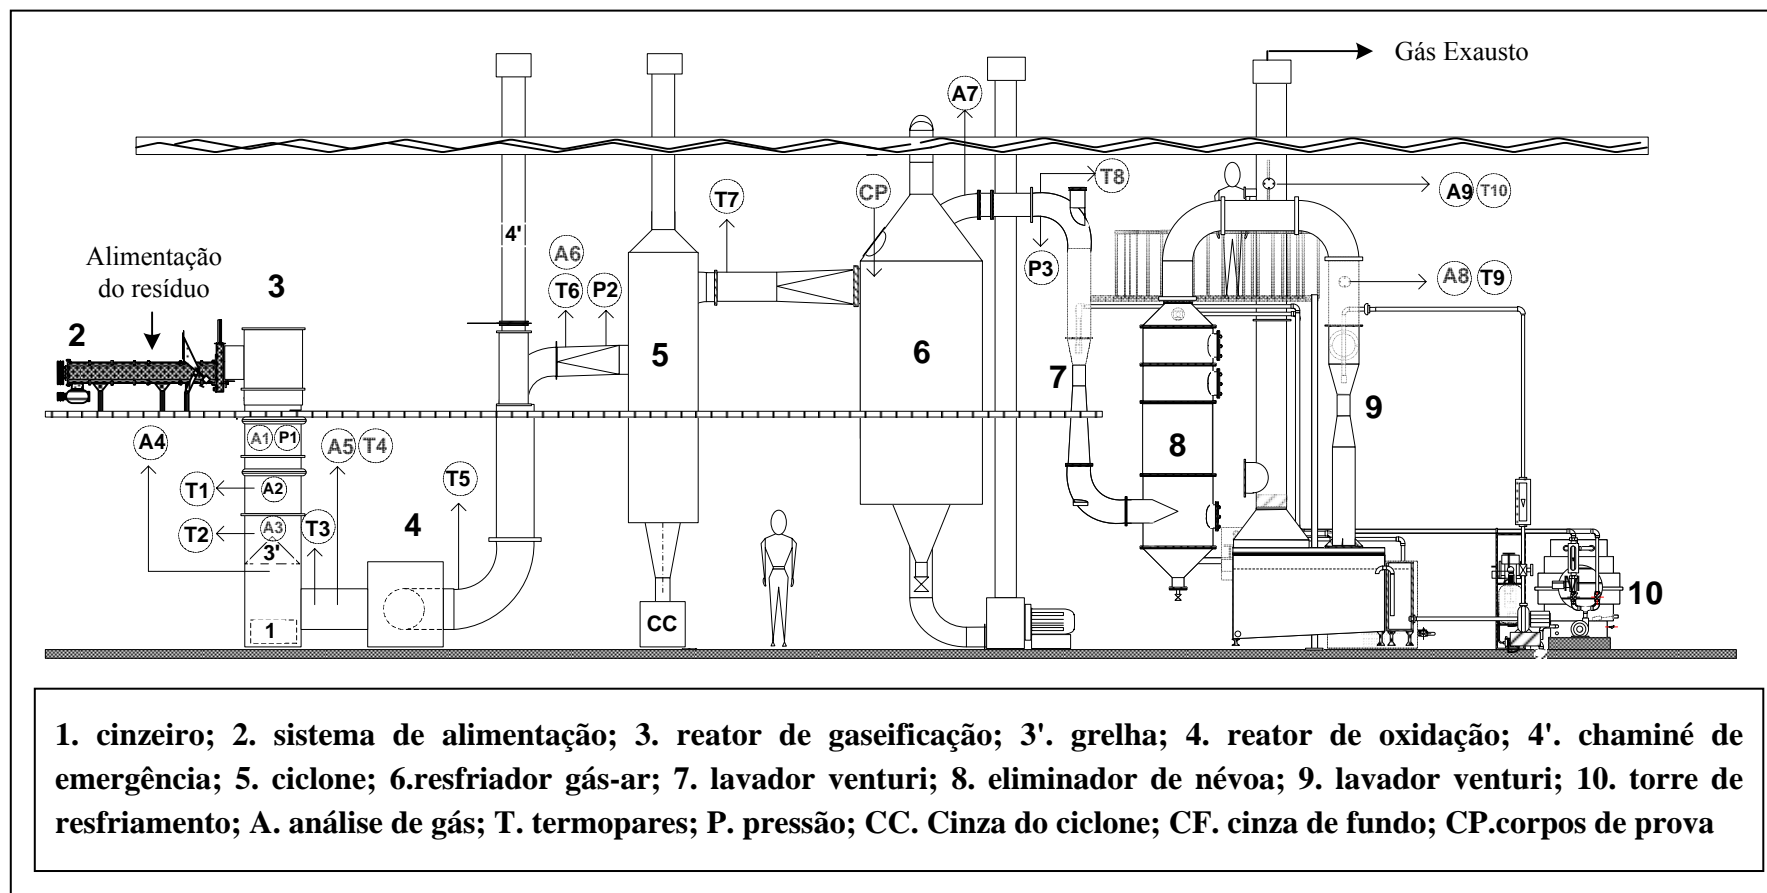 Gás Exausto
A7
T8
CP
T7
A9 T10
4'
A6
T6 P2
P3
A8 T9
Alimentação
do resíduo
3
2
5
6
7
9
A4
A1 P1
A5 T4
8
T1
A2
T5
4
T2
A3
T3
3'
1
CC
10
1. cinzeiro; 2. sistema de alimentação; 3. reator de gaseificação; 3'. grelha; 4. reator de oxidação; 4'. chaminé de
emergência; 5. ciclone; 6.resfriador gás-ar; 7. lavador venturi; 8. eliminador de névoa; 9. lavador venturi; 10. torre de
resfriamento; A. análise de gás; T. termopares; P. pressão; CC. Cinza do ciclone; CF. cinza de fundo; CP.corpos de prova